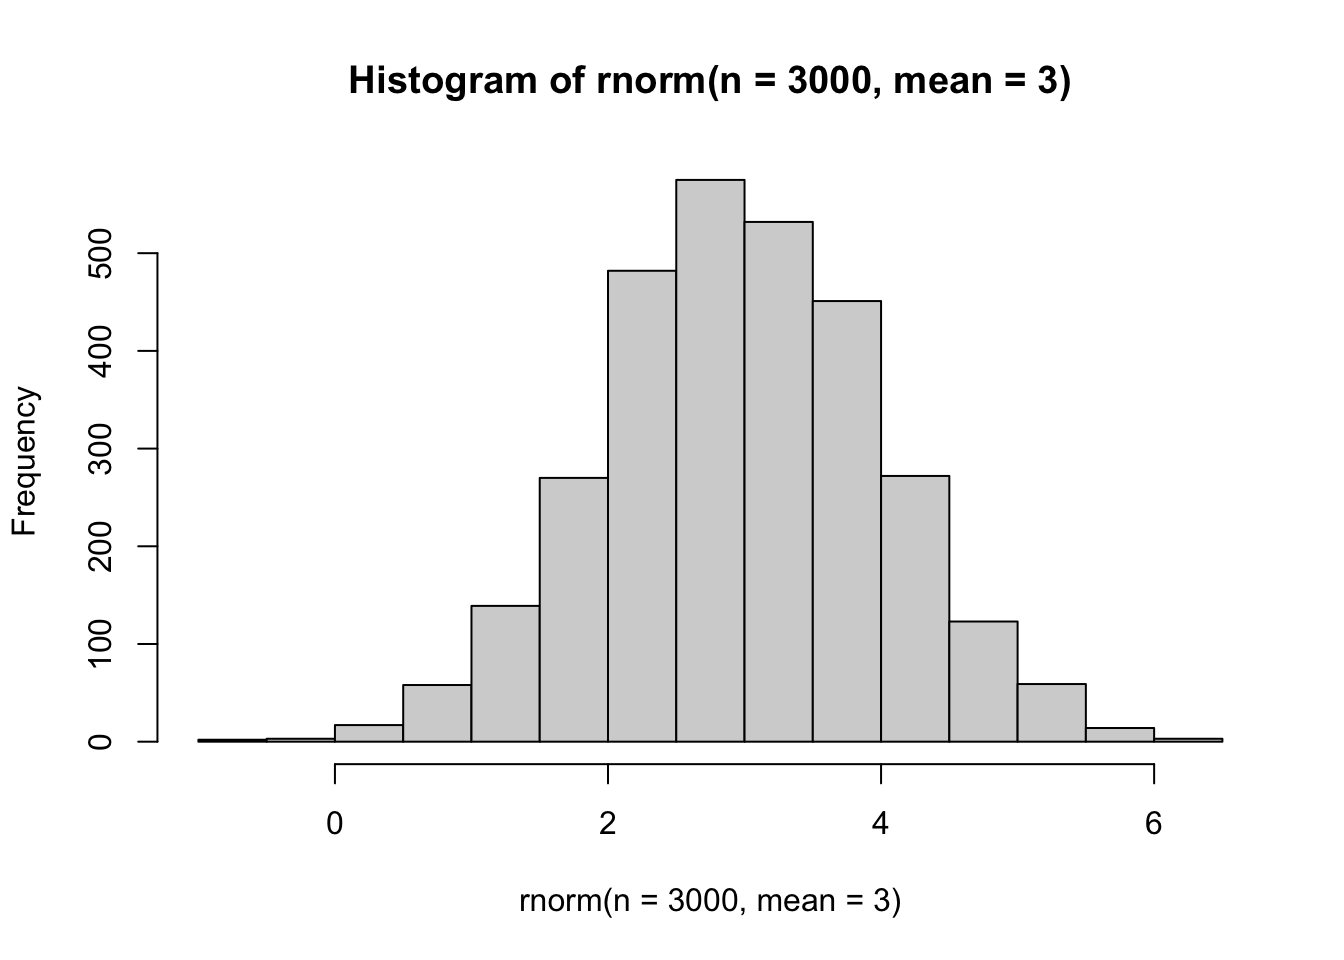 Histogram of rnorm(n = 3000, mean = 3)
Frequency
500
400
300
200
100
0
0 2 4 6
rnorm(n = 3000, mean = 3)